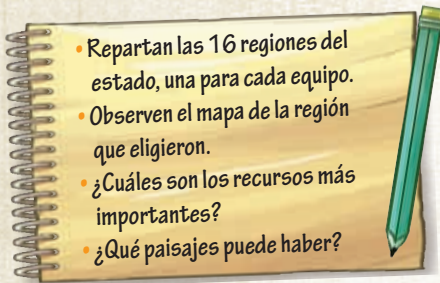 • Repartan las 16 regiones del
estado, una para cada equipo.
• Observen el mapa de la región
que eligieron.
• ¿Cuáles son los recursos más
importantes?
• ¿Qué paisajes puede haber?